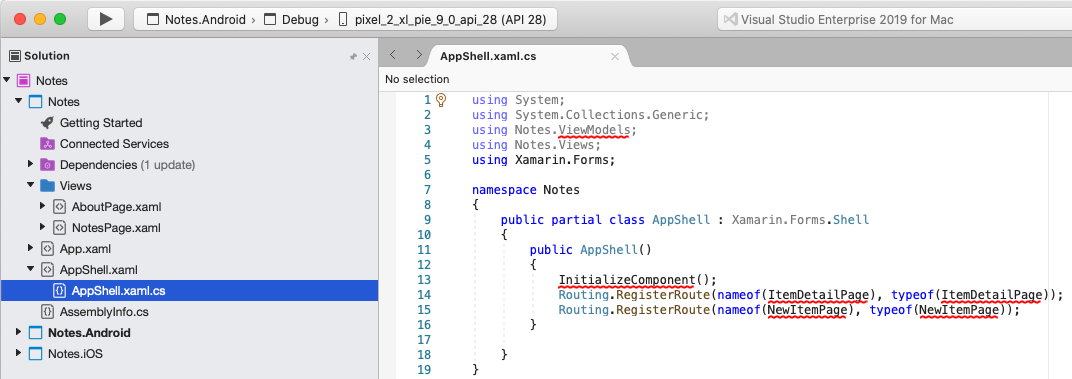 Notes.Android > Debug > pixel_2_xl_pie_9_0_api_28 (API 28)
Visual Studio Enterprise 2019 for Mac
Solution
Notes
Notes
Getting Started
Connected Services
Dependencies (1 update)
Views
AboutPage.xaml
NotesPage.xaml
App.xaml
AppShell.xaml
AppShell.xaml.cs
AssemblyInfo.cs
Notes.Android
Notes.iOS
AppShell.xaml.cs
No selection
1 using System;
2 using System.Collections.Generic;
3 using Notes.ViewModels;
4 using Notes.Views;
5 using Xamarin.Forms;
6
7 namespace Notes
8 {
9 public partial class AppShell : Xamarin.Forms.Shell
10 {
11 public AppShell()
12 {
13 InitializeComponent();
14 Routing.RegisterRoute(nameof(ItemDetailPage), typeof(ItemDetailPage));
15 Routing.RegisterRoute(nameof(NewItemPage), typeof(NewItemPage));
16 }
17
18 }
19 }